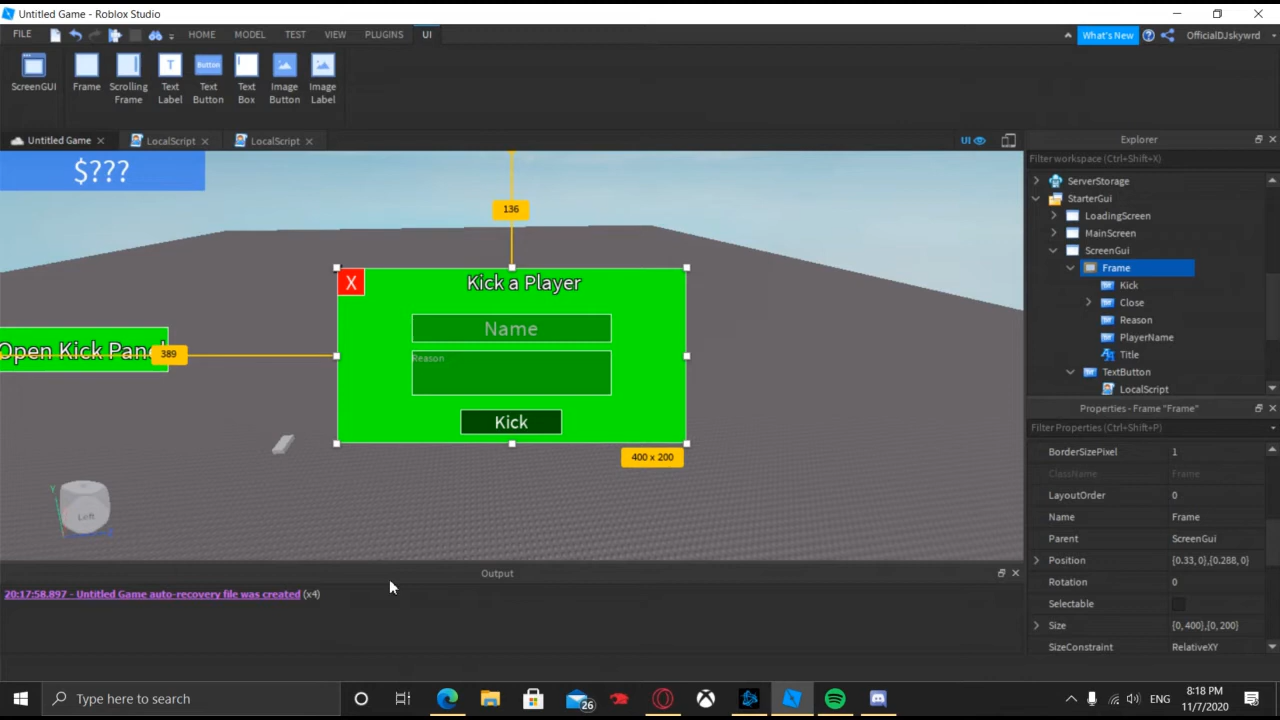 Untitled Game - Roblox Studio
FILE HOME MODEL TEST VIEW PLUGINS UI What's New OfficialDJskywrd
ScreenGUI Frame Scrolling Frame Text Label Button Text Button Text Box Image Button Image Label
Untitled Game LocalScript LocalScript UI
Explorer
Filter workspace (Ctrl+Shift+X)
ServerStorage
StarterGui
LoadingScreen
MainScreen
ScreenGui
Frame
Kick
Close
Reason
PlayerName
Title
TextButton
LocalScript
$???
136
X Kick a Player
Name
Open Kick Pan
389
Reason
Kick
400 x 200
Left
Properties - Frame "Frame"
Filter Properties (Ctrl+Shift+P)
BorderSizePixel 1
ClassName Frame
LayoutOrder 0
Name Frame
Parent ScreenGui
Position {0.33, 0},{0.288, 0}
Rotation 0
Selectable
Size {0, 400},{0, 200}
SizeConstraint RelativeXY
Output
20:17:58.897 - Untitled Game auto-recovery file was created (x4)
Type here to search 26 ENG 8:18 PM
11/7/2020